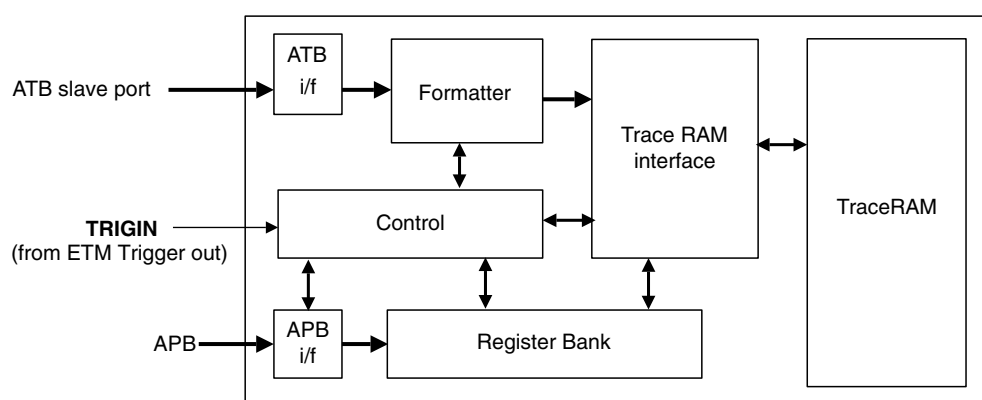 ATB
i/f
ATB slave port
Formatter
Trace RAM
interface
TraceRAM
TRIGIN
(from ETM Trigger out)
Control
APB
APB
i/f
Register Bank